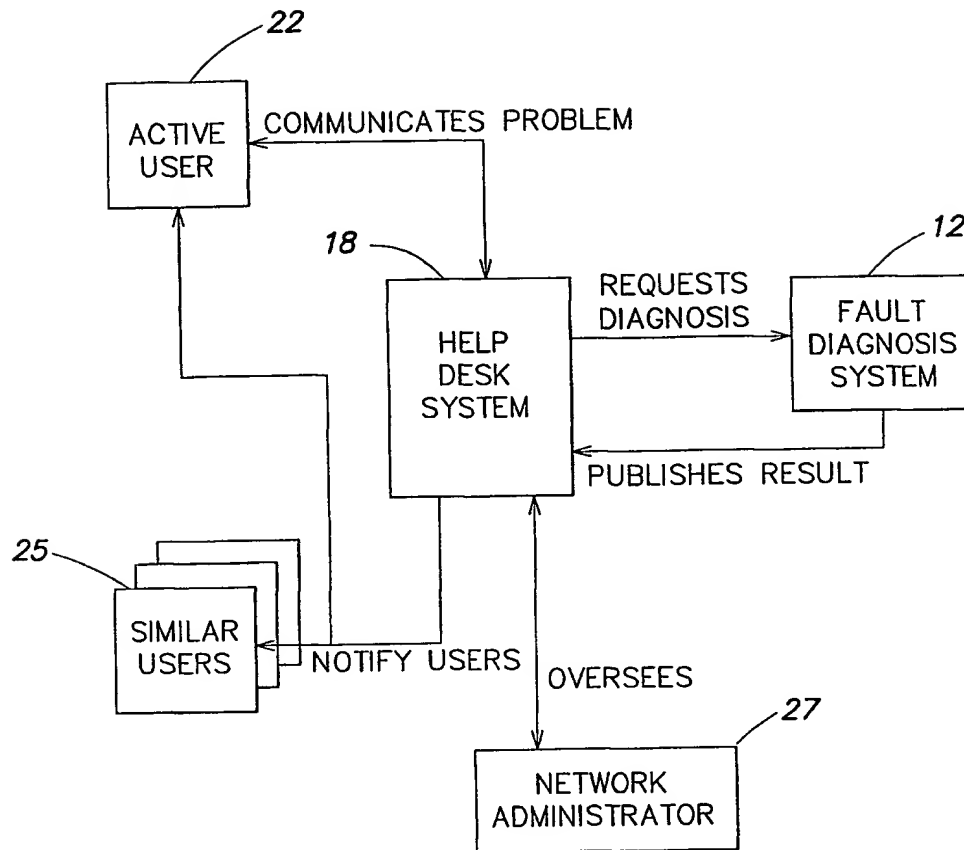 22
ACTIVE
USER
COMMUNICATES PROBLEM
18
HELP
DESK
SYSTEM
REQUESTS
DIAGNOSIS
12
FAULT
DIAGNOSIS
SYSTEM
PUBLISHES RESULT
25
SIMILAR
USERS
NOTIFY USERS
OVERSEES
27
NETWORK
ADMINISTRATOR